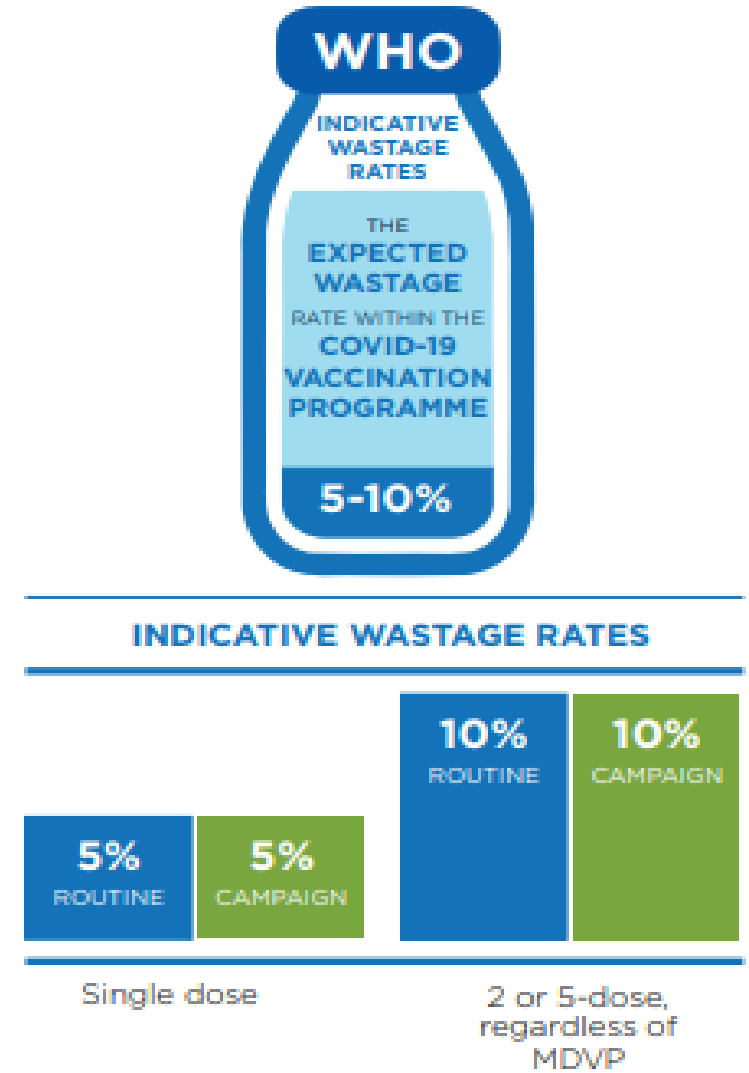 WHO
INDICATIVE
WASTAGE
RATES
THE
EXPECTED
WASTAGE
RATE WITHIN THE
COVID-19
VACCINATION
PROGRAMME
5-10%
INDICATIVE WASTAGE RATES
5%
ROUTINE
5%
CAMPAIGN
10%
ROUTINE
10%
CAMPAIGN
Single dose
2 or 5-dose,
regardless of
MDVP